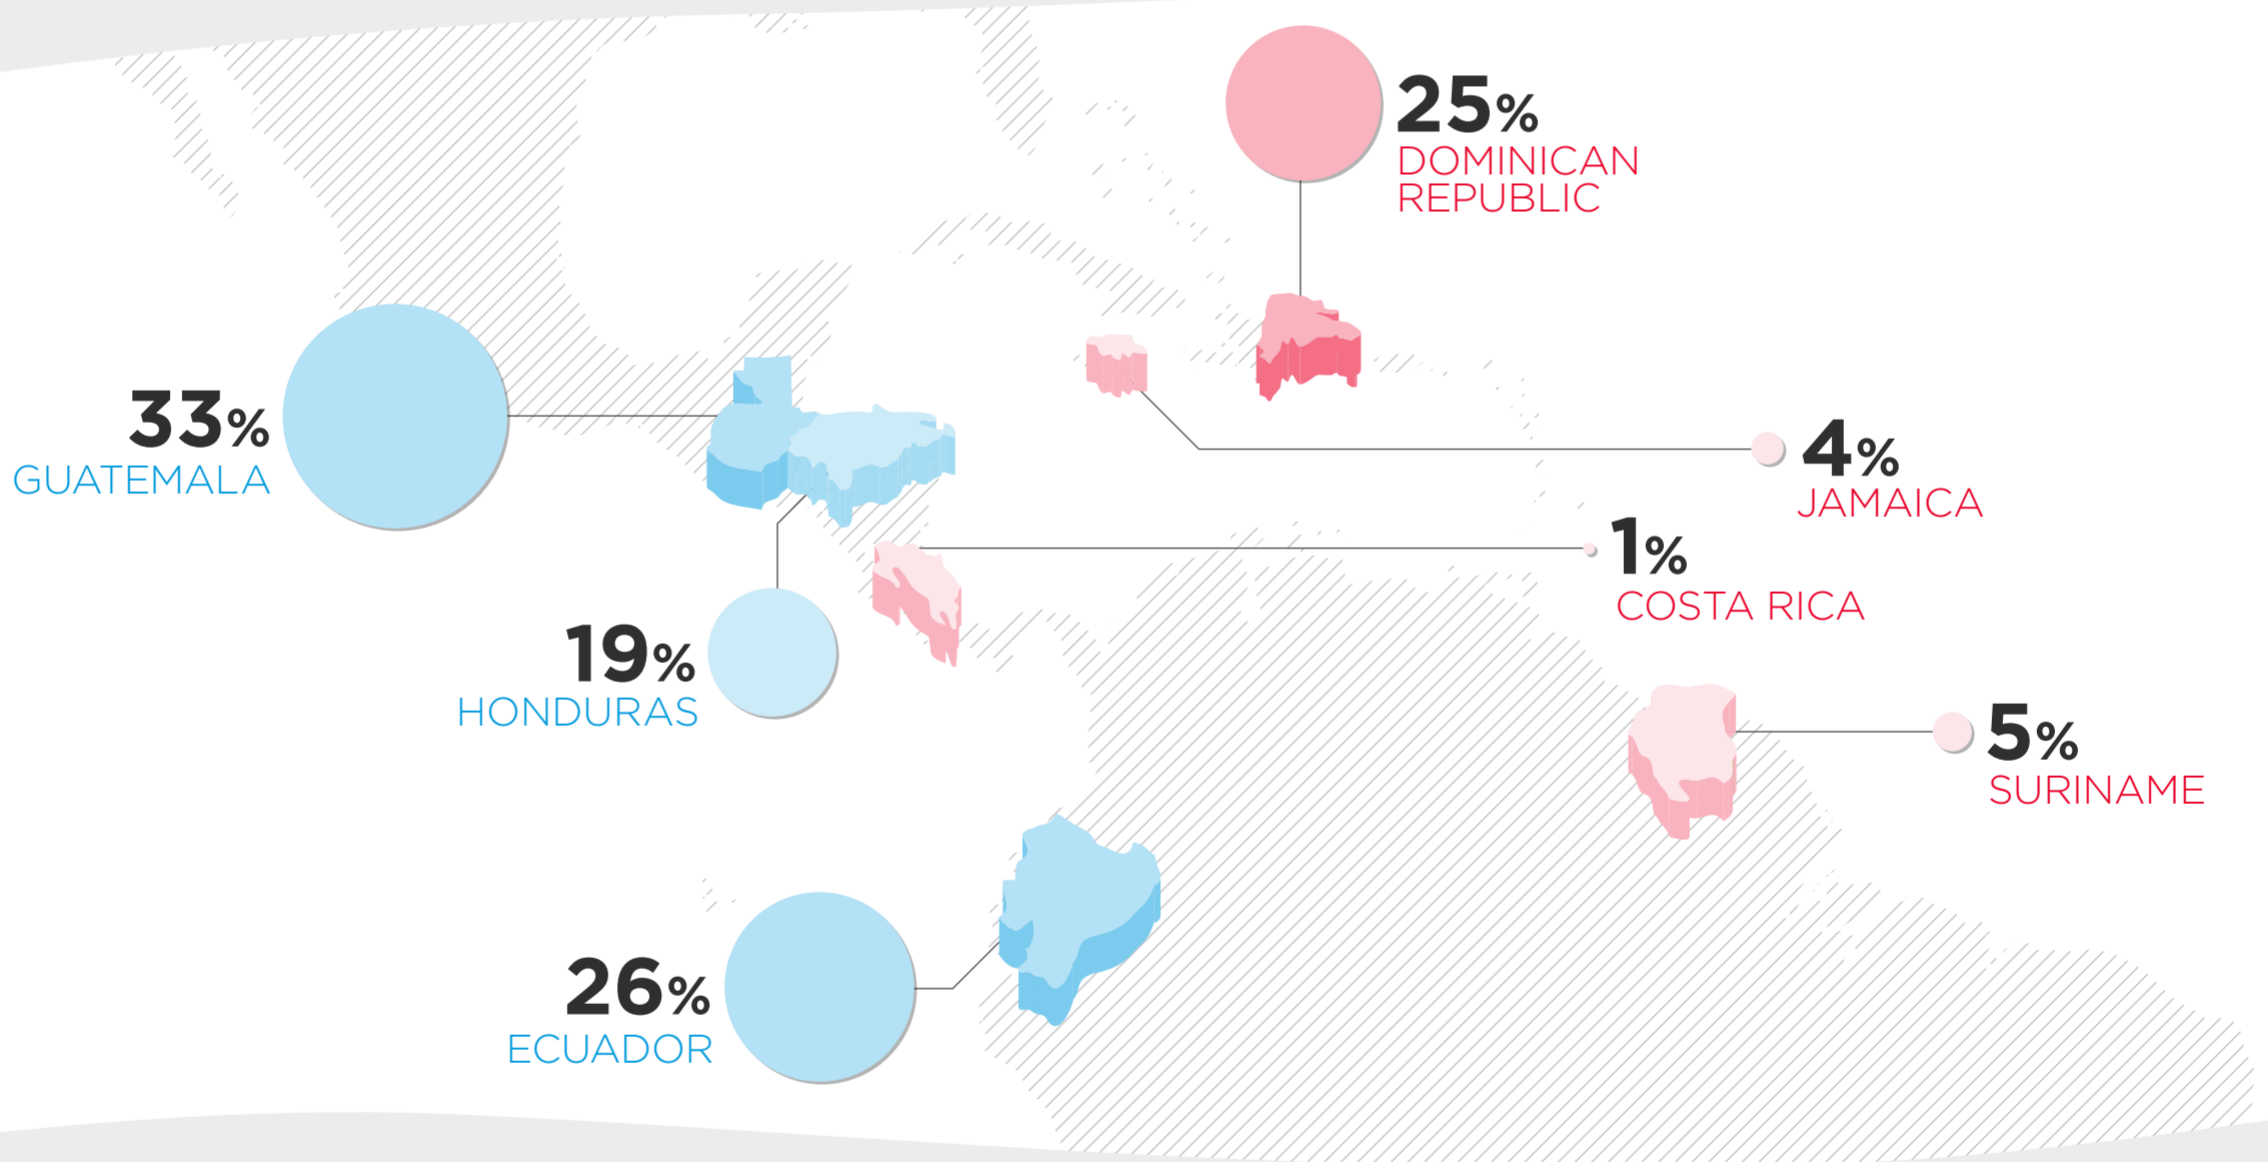 25%
DOMINICAN
REPUBLIC
33%
GUATEMALA
4%
JAMAICA
1%
COSTA RICA
19%
HONDURAS
5%
SURINAME
26%
ECUADOR